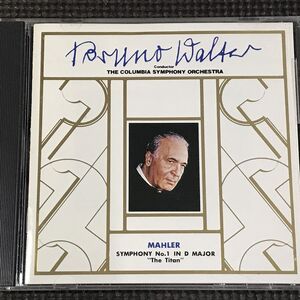 Bruno Walter
Conductor
THE COLUMBIA SYMPHONY ORCHESTRA
MAHLER
SYMPHONY No.1 IN D MAJOR
"The Titan"